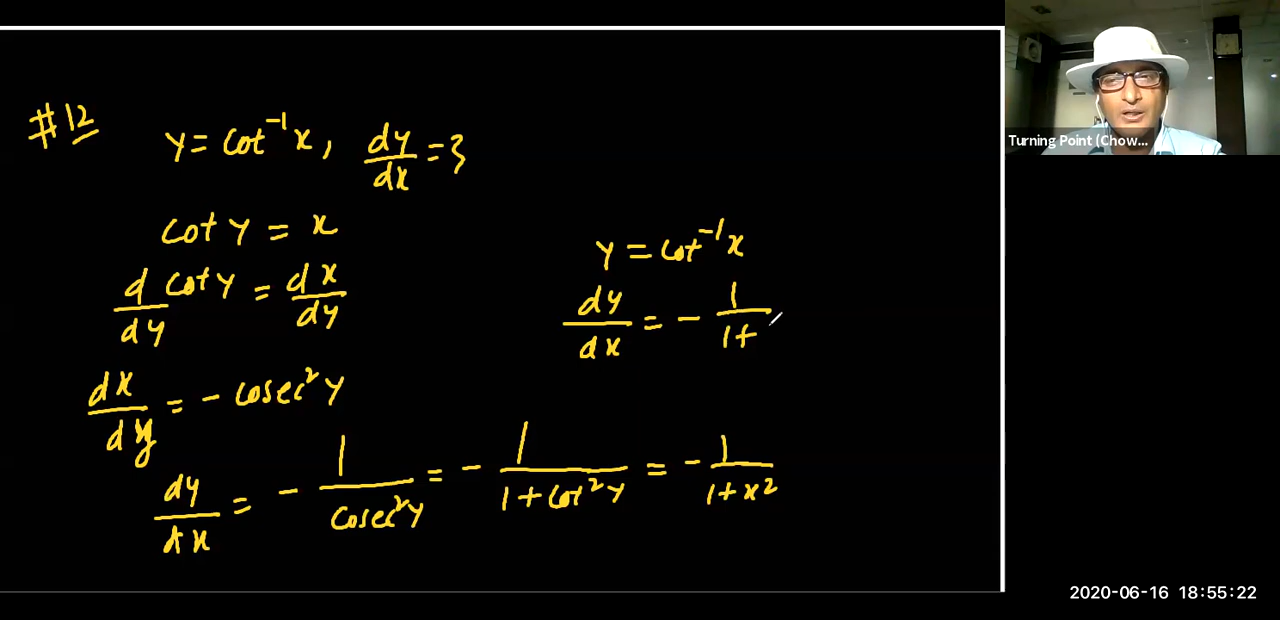 #12
y = cot⁻¹x, dy/dx = ?
cot y = x
d/dy cot y = dx/dy
dx/dy = - cosec²y
dy/dx = - 1/cosec²y = - 1/(1+cot²y) = - 1/(1+x²)
y = cot⁻¹x
dy/dx = - 1/(1+
Turning Point (Chow...
2020-06-16 18:55:22